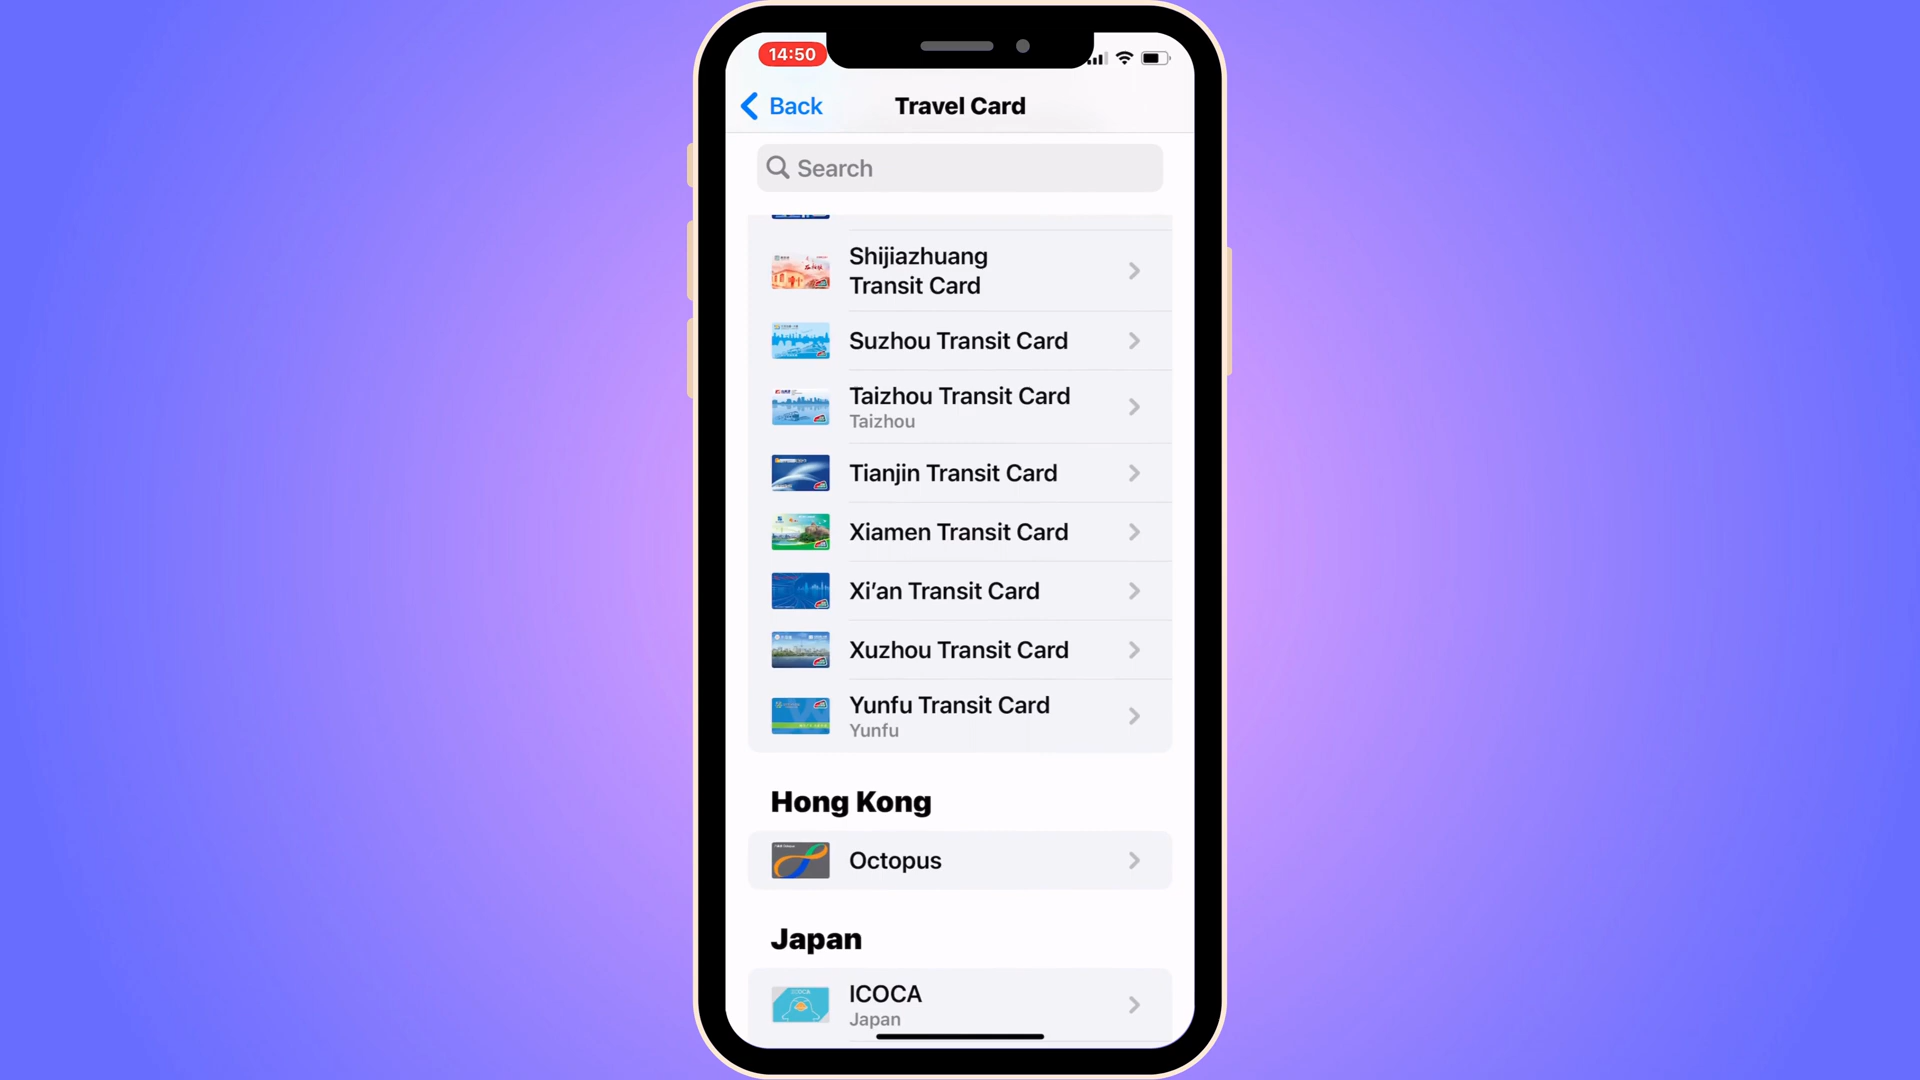 14:50
Back
Travel Card
Search
Shijiazhuang
Transit Card
Suzhou Transit Card
Taizhou Transit Card
Taizhou
Tianjin Transit Card
Xiamen Transit Card
Xi’an Transit Card
Xuzhou Transit Card
Yunfu Transit Card
Yunfu
Hong Kong
Octopus
Japan
ICOCA
ICOCA
Japan